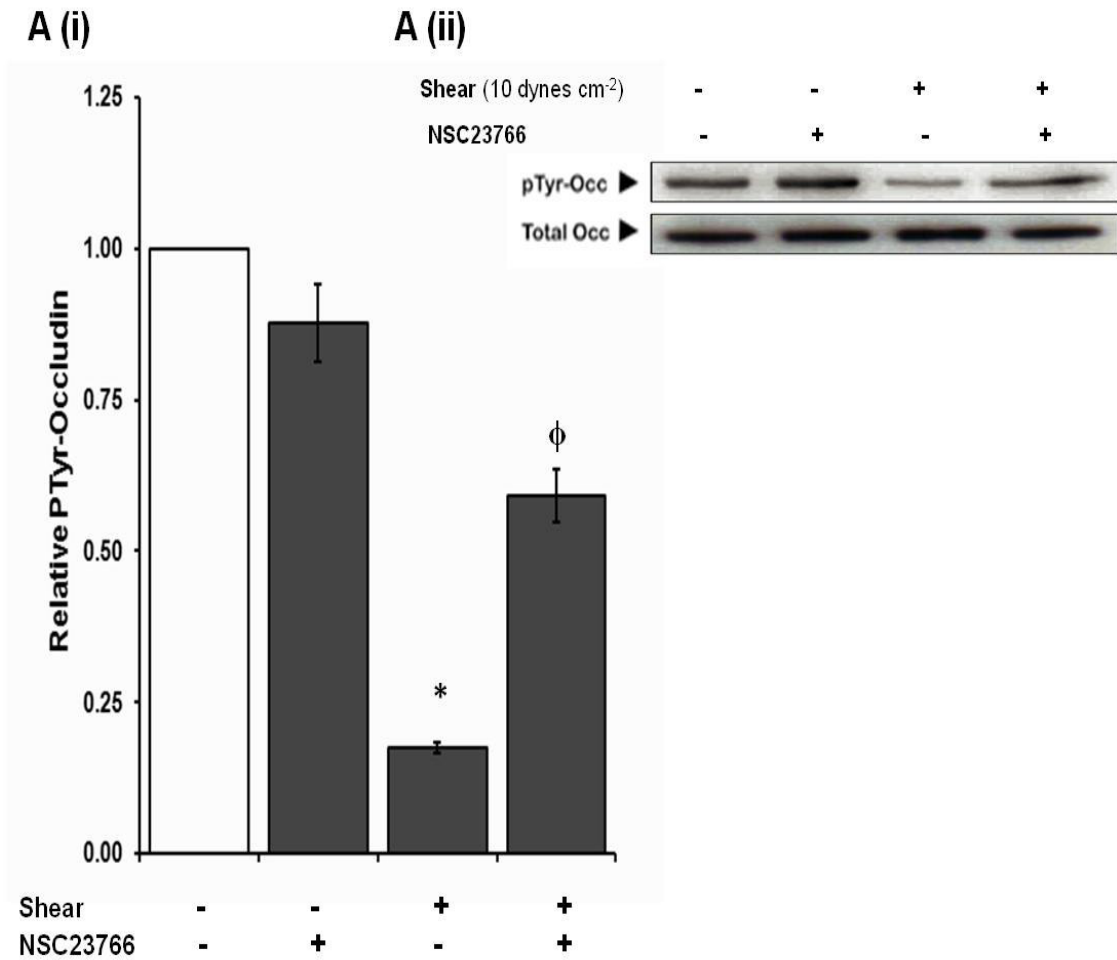 A (i)
A (ii)
Shear (10 dynes cm⁻²) - - + +
NSC23766 - + - +
pTyr-Occ ►
Total Occ ►
Relative PTyr-Occludin
1.25
1.00
0.75
0.50
0.25
0.00
*
ϕ
Shear - - + +
NSC23766 - + - +